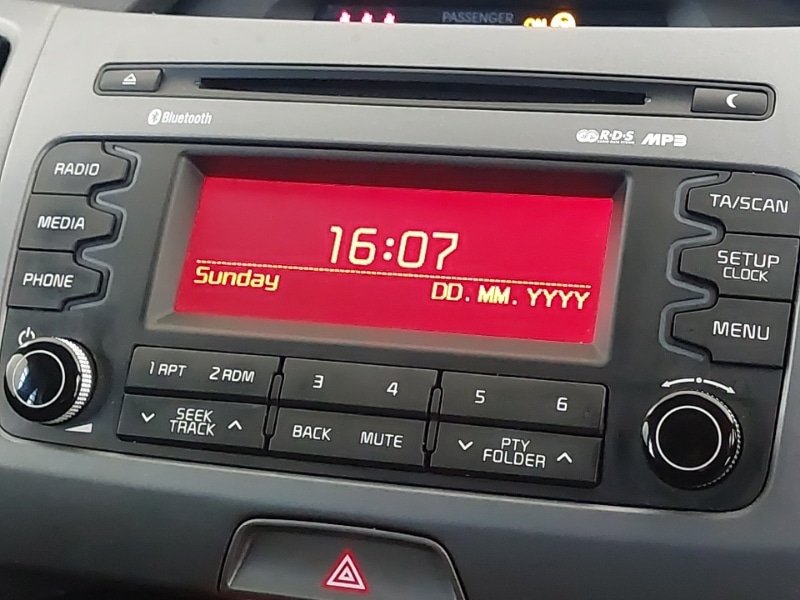 PASSENGER ON
Bluetooth
R·D·S MP3
RADIO
MEDIA
PHONE
16:07
Sunday DD. MM. YYYY
TA/SCAN
SETUP
CLOCK
MENU
1 RPT 2 RDM 3 4 5 6
SEEK
TRACK
BACK MUTE
PTY
FOLDER